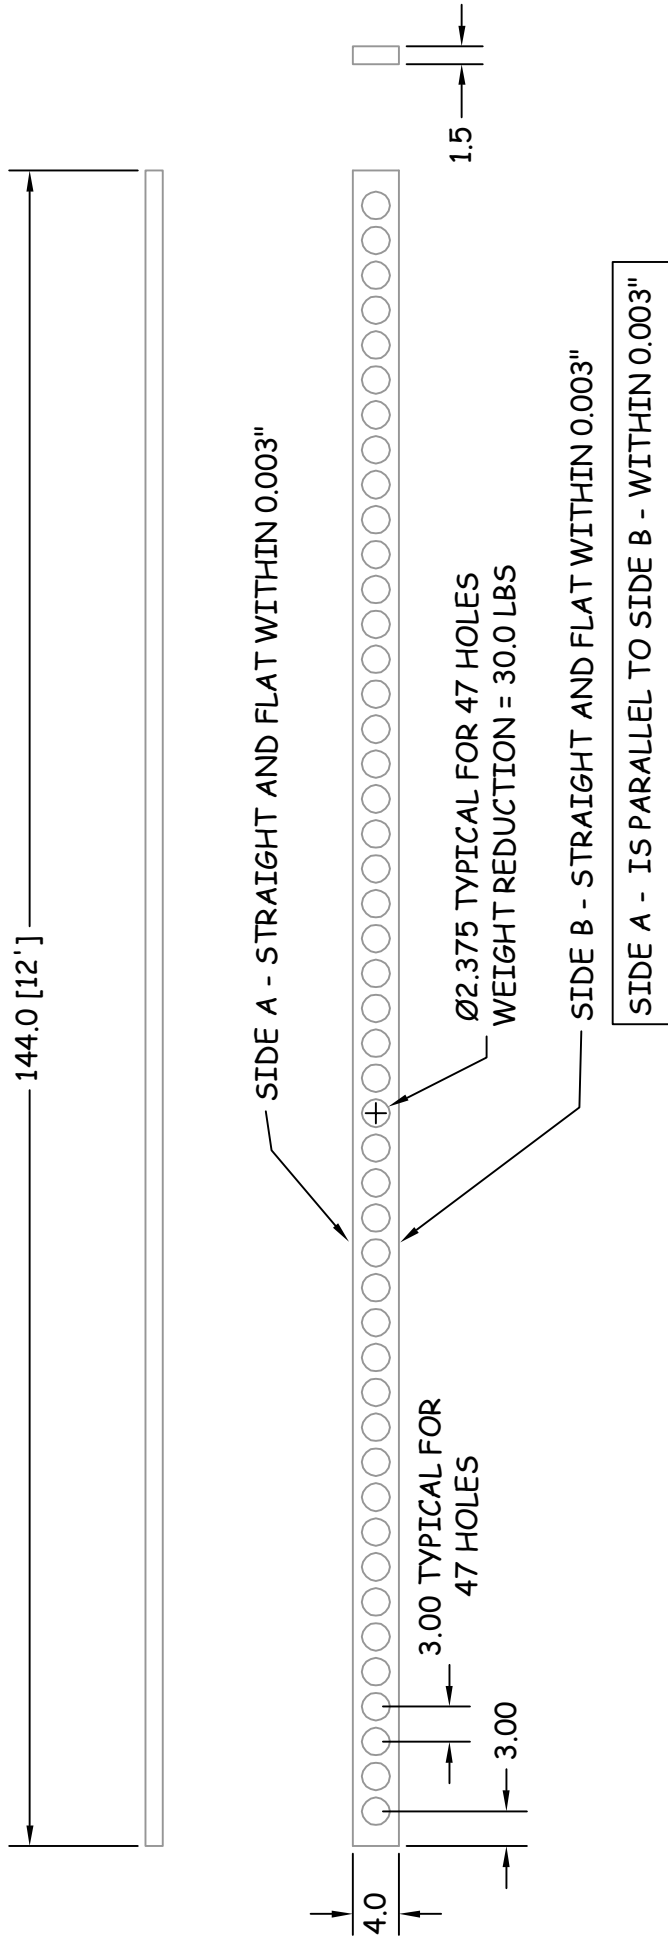 144.0 [12']
SIDE A - STRAIGHT AND FLAT WITHIN 0.003"
4.0
3.00
3.00 TYPICAL FOR
47 HOLES
Ø2.375 TYPICAL FOR 47 HOLES
WEIGHT REDUCTION = 30.0 LBS
1.5
SIDE B - STRAIGHT AND FLAT WITHIN 0.003"
SIDE A - IS PARALLEL TO SIDE B - WITHIN 0.003"